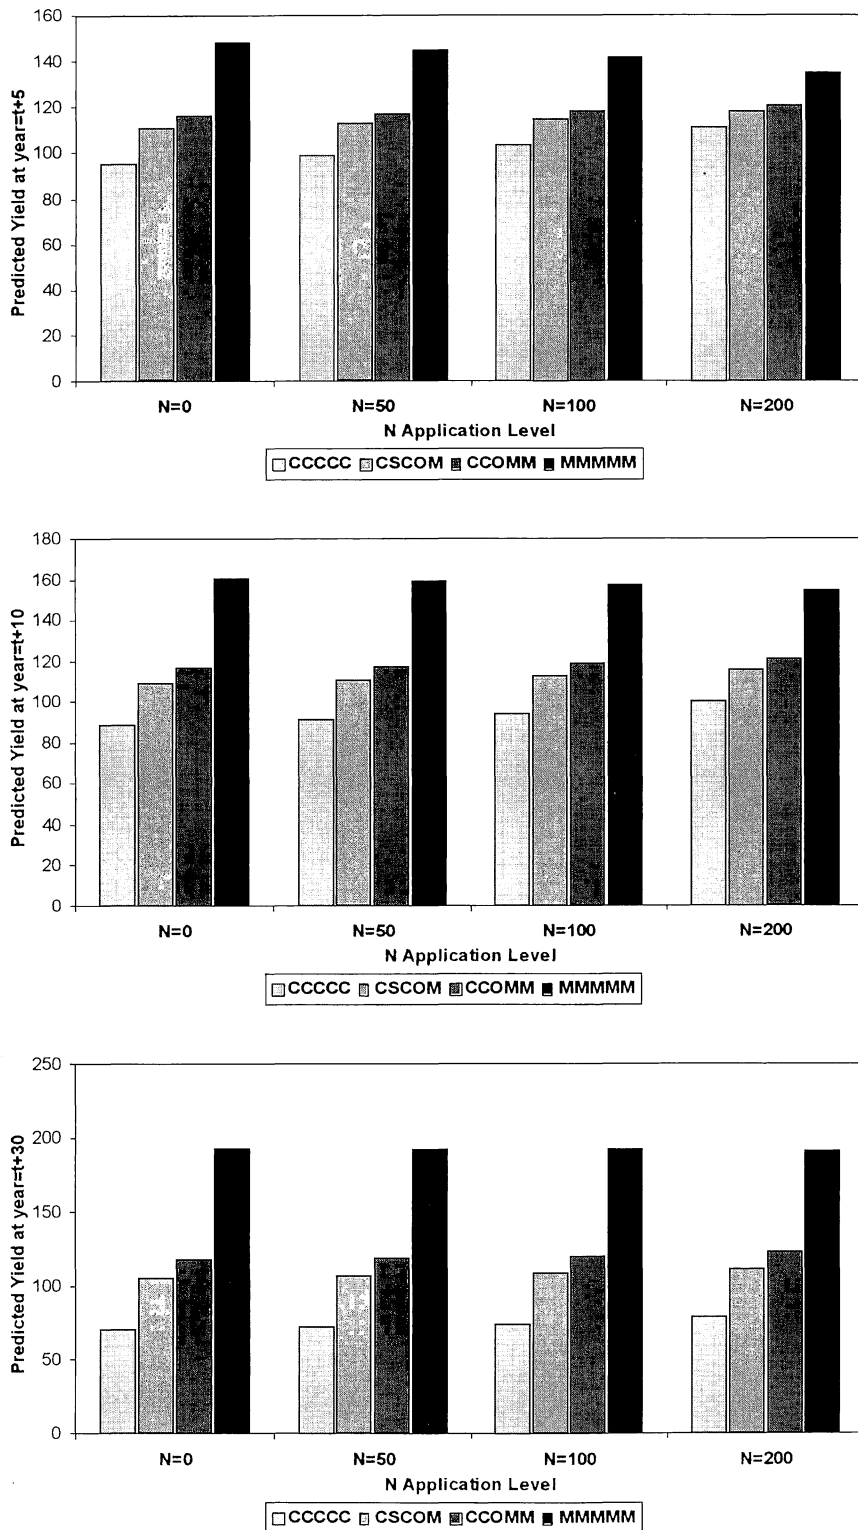 160
140
120
100
80
60
40
20
0
Predicted Yield at year=t+5
N=0 N=50 N=100 N=200
N Application Level
CCCCC CSCOM CCOMM MMMMM
180
160
140
120
100
80
60
40
20
0
Predicted Yield at year=t+10
N=0 N=50 N=100 N=200
N Application Level
CCCCC CSCOM CCOMM MMMMM
250
200
150
100
50
0
Predicted Yield at year=t+30
N=0 N=50 N=100 N=200
N Application Level
CCCCC CSCOM CCOMM MMMMM